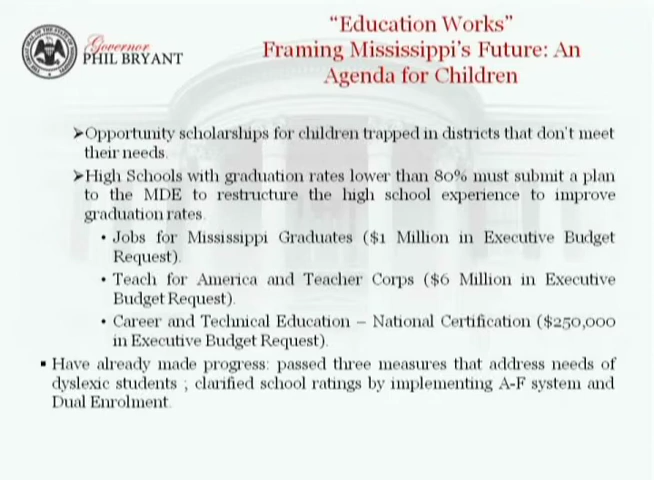 "Education Works"
Governor
PHIL BRYANT
Framing Mississippi's Future: An
Agenda for Children
➤Opportunity scholarships for children trapped in districts that don't meet
their needs.
➤High Schools with graduation rates lower than 80% must submit a plan
to the MDE to restructure the high school experience to improve
graduation rates.
• Jobs for Mississippi Graduates ($1 Million in Executive Budget
Request).
• Teach for America and Teacher Corps ($6 Million in Executive
Budget Request).
• Career and Technical Education – National Certification ($250,000
in Executive Budget Request).
▪ Have already made progress: passed three measures that address needs of
dyslexic students ; clarified school ratings by implementing A-F system and
Dual Enrolment.